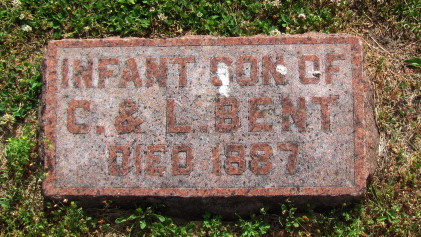 INFANT SON OF
C. & L. BENT
DIED 1887